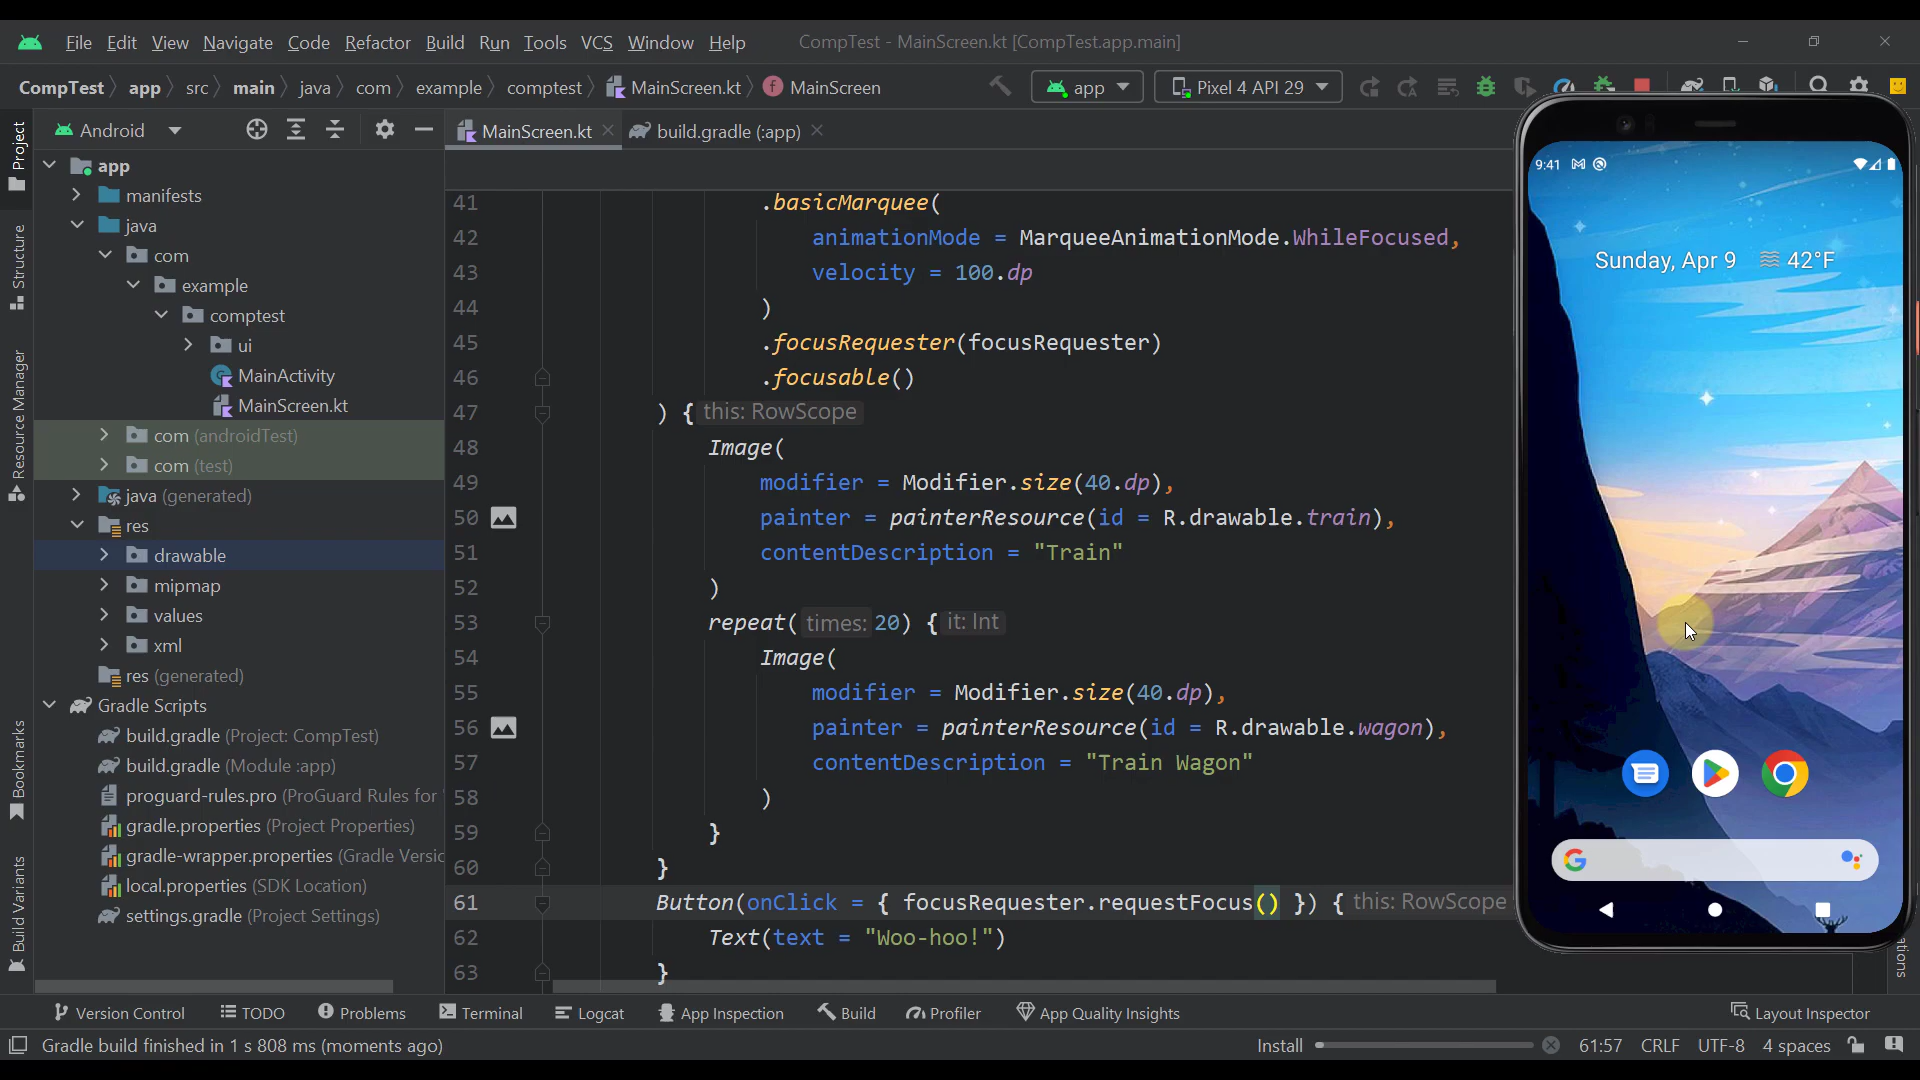 File Edit View Navigate Code Refactor Build Run Tools VCS Window Help CompTest - MainScreen.kt [CompTest.app.main]
CompTest app src main java com example comptest MainScreen.kt MainScreen app Pixel 4 API 29
Project
Structure
Resource Manager
Bookmarks
Build Variants
Android
app
manifests
java
com
example
comptest
ui
MainActivity
MainScreen.kt
com (androidTest)
com (test)
java (generated)
res
drawable
mipmap
values
xml
res (generated)
Gradle Scripts
build.gradle (Project: CompTest)
build.gradle (Module :app)
proguard-rules.pro (ProGuard Rules for
gradle.properties (Project Properties)
gradle-wrapper.properties (Gradle Versic
local.properties (SDK Location)
settings.gradle (Project Settings)
MainScreen.kt build.gradle (:app)
41 .basicMarquee(
42 animationMode = MarqueeAnimationMode.WhileFocused,
43 velocity = 100.dp
44 )
45 .focusRequester(focusRequester)
46 .focusable()
47 ) { this: RowScope
48 Image(
49 modifier = Modifier.size(40.dp),
50 painter = painterResource(id = R.drawable.train),
51 contentDescription = "Train"
52 )
53 repeat( times: 20) { it: Int
54 Image(
55 modifier = Modifier.size(40.dp),
56 painter = painterResource(id = R.drawable.wagon),
57 contentDescription = "Train Wagon"
58 )
59 }
60 }
61 Button(onClick = { focusRequester.requestFocus() }) { this: RowScope
62 Text(text = "Woo-hoo!")
63 }
9:41
Sunday, Apr 9 42°F
ations
Version Control TODO Problems Terminal Logcat App Inspection Build Profiler App Quality Insights Layout Inspector
Gradle build finished in 1 s 808 ms (moments ago) Install 61:57 CRLF UTF-8 4 spaces